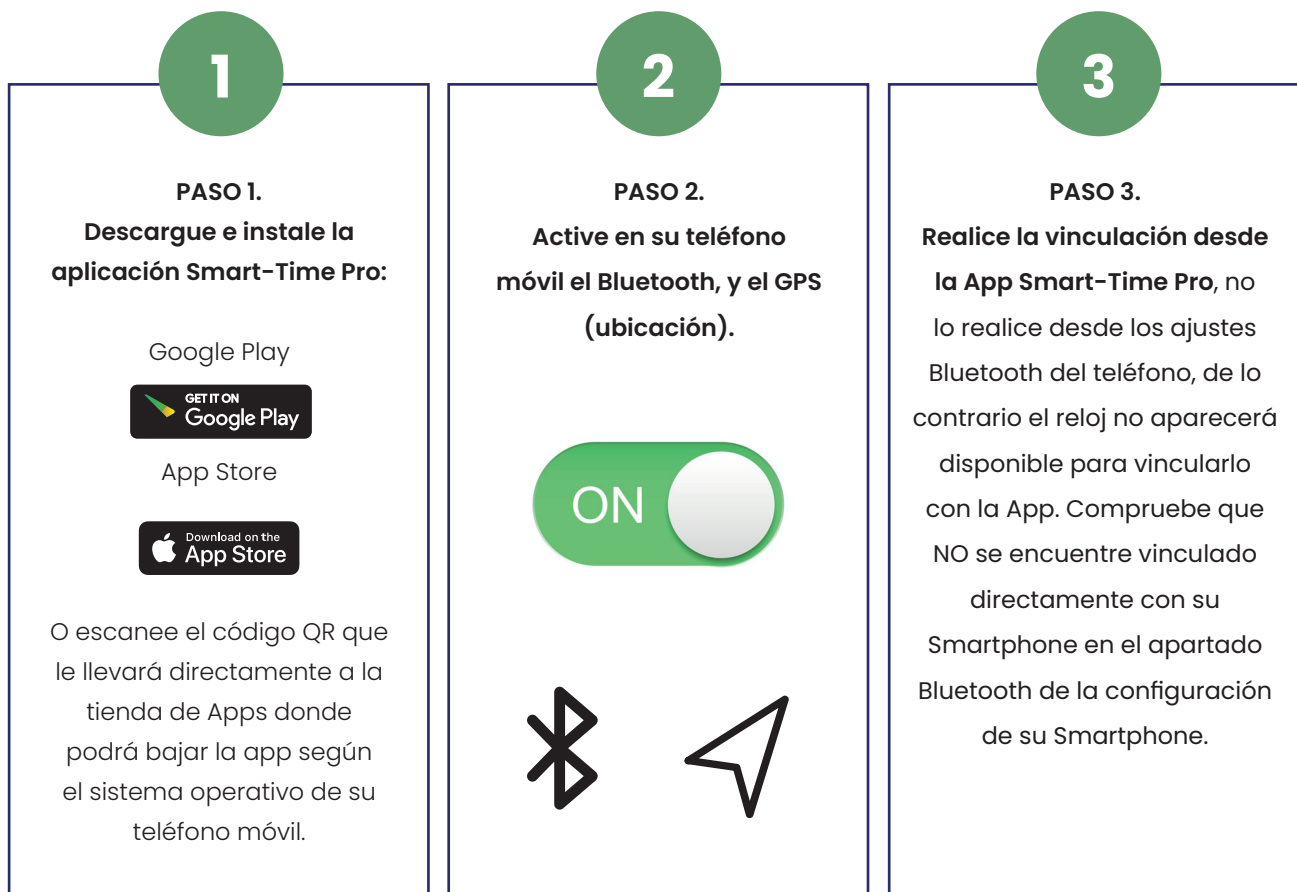 1
PASO 1.
Descargue e instale la
aplicación Smart-Time Pro:
Google Play
GET IT ON
Google Play
App Store
Download on the
App Store
O escanee el código QR que
le llevará directamente a la
tienda de Apps donde
podrá bajar la app según
el sistema operativo de su
teléfono móvil.
2
PASO 2.
Active en su teléfono
móvil el Bluetooth, y el GPS
(ubicación).
ON
3
PASO 3.
Realice la vinculación desde
la App Smart-Time Pro, no
lo realice desde los ajustes
Bluetooth del teléfono, de lo
contrario el reloj no aparecerá
disponible para vincularlo
con la App. Compruebe que
NO se encuentre vinculado
directamente con su
Smartphone en el apartado
Bluetooth de la configuración
de su Smartphone.